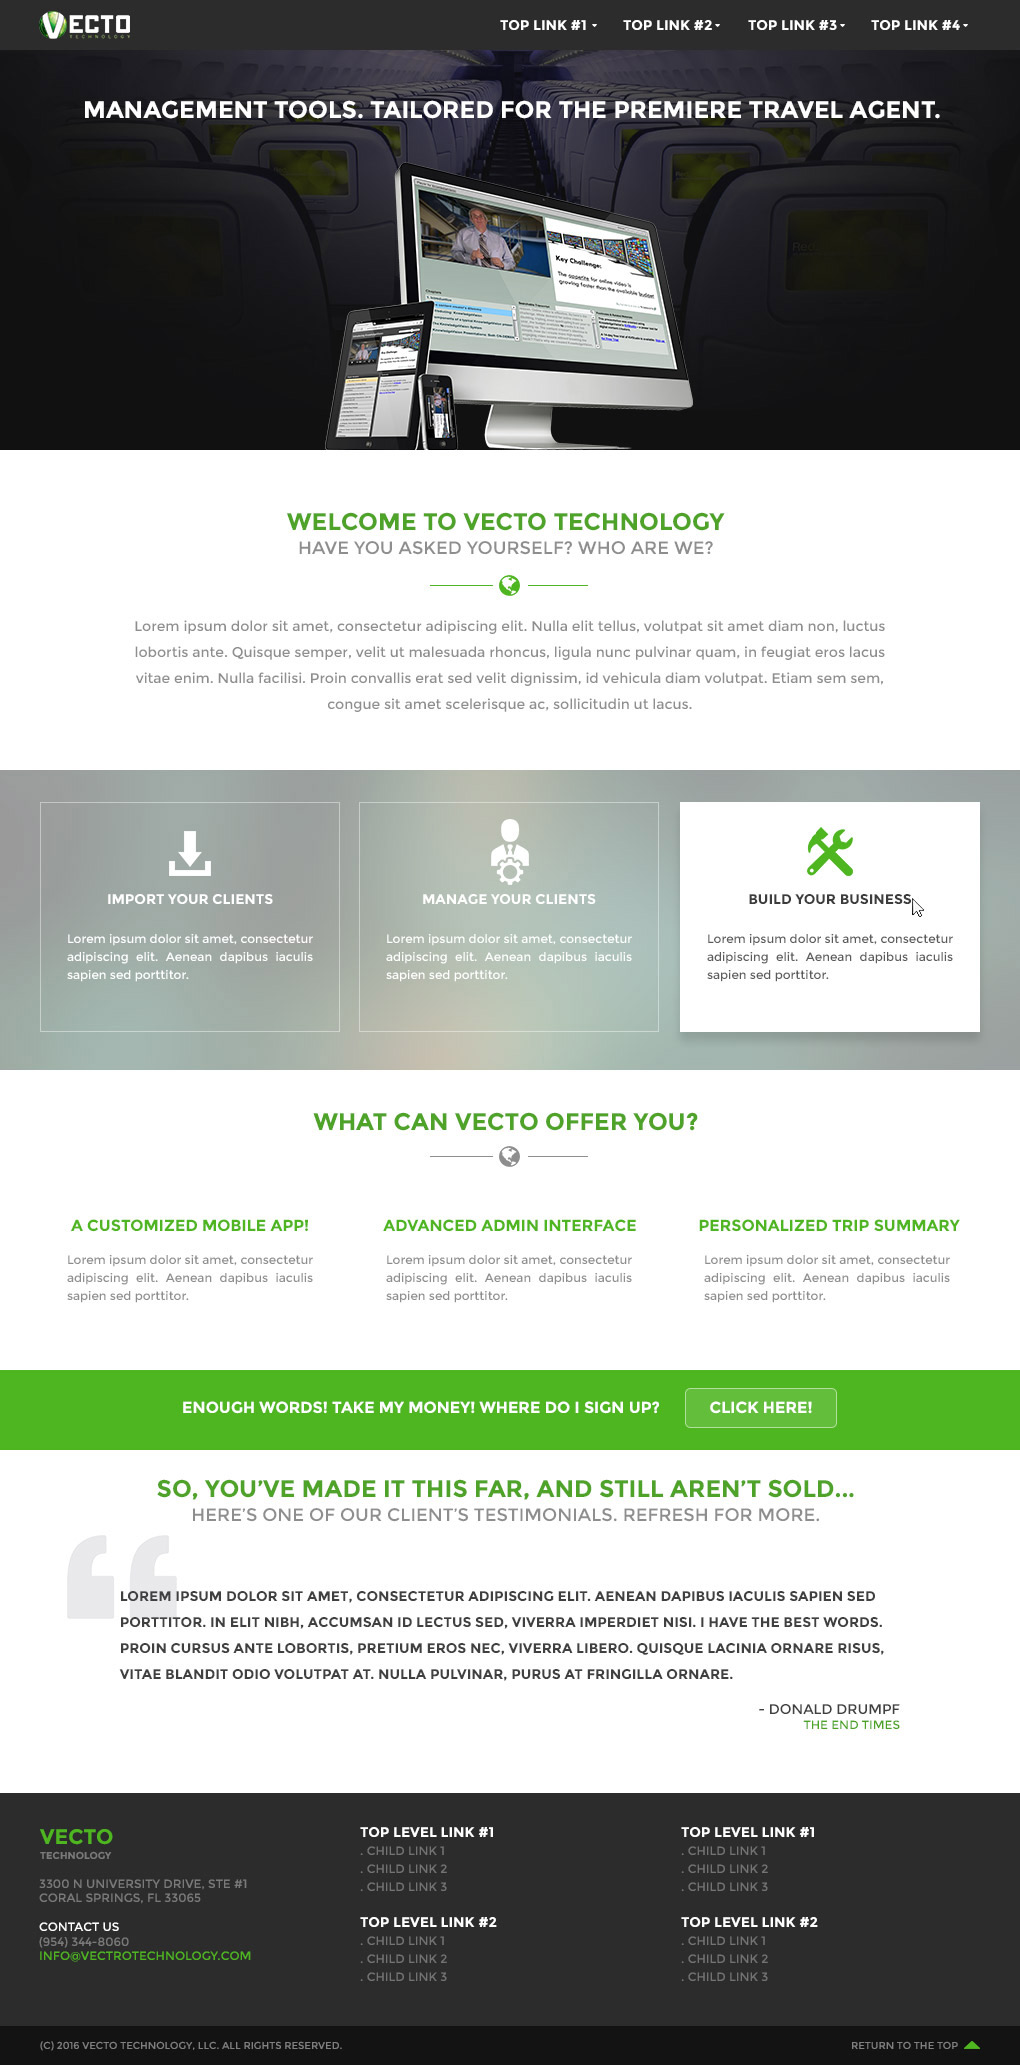 VECTO
TECHNOLOGY
TOP LINK #1
TOP LINK #2
TOP LINK #3
TOP LINK #4
MANAGEMENT TOOLS. TAILORED FOR THE PREMIERE TRAVEL AGENT.
Key Challenge:
The appetite for online video is
growing faster than the available budget
WELCOME TO VECTO TECHNOLOGY
HAVE YOU ASKED YOURSELF? WHO ARE WE?
Lorem ipsum dolor sit amet, consectetur adipiscing elit. Nulla elit tellus, volutpat sit amet diam non, luctus
lobortis ante. Quisque semper, velit ut malesuada rhoncus, ligula nunc pulvinar quam, in feugiat eros lacus
vitae enim. Nulla facilisi. Proin convallis erat sed velit dignissim, id vehicula diam volutpat. Etiam sem sem,
congue sit amet scelerisque ac, sollicitudin ut lacus.
IMPORT YOUR CLIENTS
Lorem ipsum dolor sit amet, consectetur
adipiscing elit. Aenean dapibus iaculis
sapien sed porttitor.
MANAGE YOUR CLIENTS
Lorem ipsum dolor sit amet, consectetur
adipiscing elit. Aenean dapibus iaculis
sapien sed porttitor.
BUILD YOUR BUSINESS
Lorem ipsum dolor sit amet, consectetur
adipiscing elit. Aenean dapibus iaculis
sapien sed porttitor.
WHAT CAN VECTO OFFER YOU?
A CUSTOMIZED MOBILE APP!
Lorem ipsum dolor sit amet, consectetur
adipiscing elit. Aenean dapibus iaculis
sapien sed porttitor.
ADVANCED ADMIN INTERFACE
Lorem ipsum dolor sit amet, consectetur
adipiscing elit. Aenean dapibus iaculis
sapien sed porttitor.
PERSONALIZED TRIP SUMMARY
Lorem ipsum dolor sit amet, consectetur
adipiscing elit. Aenean dapibus iaculis
sapien sed porttitor.
ENOUGH WORDS! TAKE MY MONEY! WHERE DO I SIGN UP?
CLICK HERE!
SO, YOU'VE MADE IT THIS FAR, AND STILL AREN'T SOLD...
HERE'S ONE OF OUR CLIENT'S TESTIMONIALS. REFRESH FOR MORE.
“
LOREM IPSUM DOLOR SIT AMET, CONSECTETUR ADIPISCING ELIT. AENEAN DAPIBUS IACULIS SAPIEN SED
PORTTITOR. IN ELIT NIBH, ACCUMSAN ID LECTUS SED, VIVERRA IMPERDIET NISI. I HAVE THE BEST WORDS.
PROIN CURSUS ANTE LOBORTIS, PRETIUM EROS NEC, VIVERRA LIBERO. QUISQUE LACINIA ORNARE RISUS,
VITAE BLANDIT ODIO VOLUTPAT AT. NULLA PULVINAR, PURUS AT FRINGILLA ORNARE.
- DONALD DRUMPF
THE END TIMES
VECTO
TECHNOLOGY
3300 N UNIVERSITY DRIVE, STE #1
CORAL SPRINGS, FL 33065
CONTACT US
(954) 344-8060
INFO@VECTROTECHNOLOGY.COM
TOP LEVEL LINK #1
. CHILD LINK 1
. CHILD LINK 2
. CHILD LINK 3
TOP LEVEL LINK #2
. CHILD LINK 1
. CHILD LINK 2
. CHILD LINK 3
TOP LEVEL LINK #1
. CHILD LINK 1
. CHILD LINK 2
. CHILD LINK 3
TOP LEVEL LINK #2
. CHILD LINK 1
. CHILD LINK 2
. CHILD LINK 3
(C) 2016 VECTO TECHNOLOGY, LLC. ALL RIGHTS RESERVED.
RETURN TO THE TOP